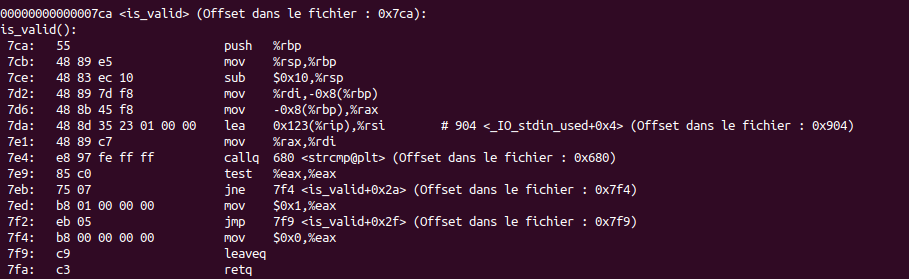 00000000000007ca <is_valid> (Offset dans le fichier : 0x7ca):
is_valid():
 7ca:   55                      push   %rbp
 7cb:   48 89 e5                mov    %rsp,%rbp
 7ce:   48 83 ec 10             sub    $0x10,%rsp
 7d2:   48 89 7d f8             mov    %rdi,-0x8(%rbp)
 7d6:   48 8b 45 f8             mov    -0x8(%rbp),%rax
 7da:   48 8d 35 23 01 00 00    lea    0x123(%rip),%rsi        # 904 <_IO_stdin_used+0x4> (Offset dans le fichier : 0x904)
 7e1:   48 89 c7                mov    %rax,%rdi
 7e4:   e8 97 fe ff ff          callq  680 <strcmp@plt> (Offset dans le fichier : 0x680)
 7e9:   85 c0                   test   %eax,%eax
 7eb:   75 07                   jne    7f4 <is_valid+0x2a> (Offset dans le fichier : 0x7f4)
 7ed:   b8 01 00 00 00          mov    $0x1,%eax
 7f2:   eb 05                   jmp    7f9 <is_valid+0x2f> (Offset dans le fichier : 0x7f9)
 7f4:   b8 00 00 00 00          mov    $0x0,%eax
 7f9:   c9                      leaveq
 7fa:   c3                      retq